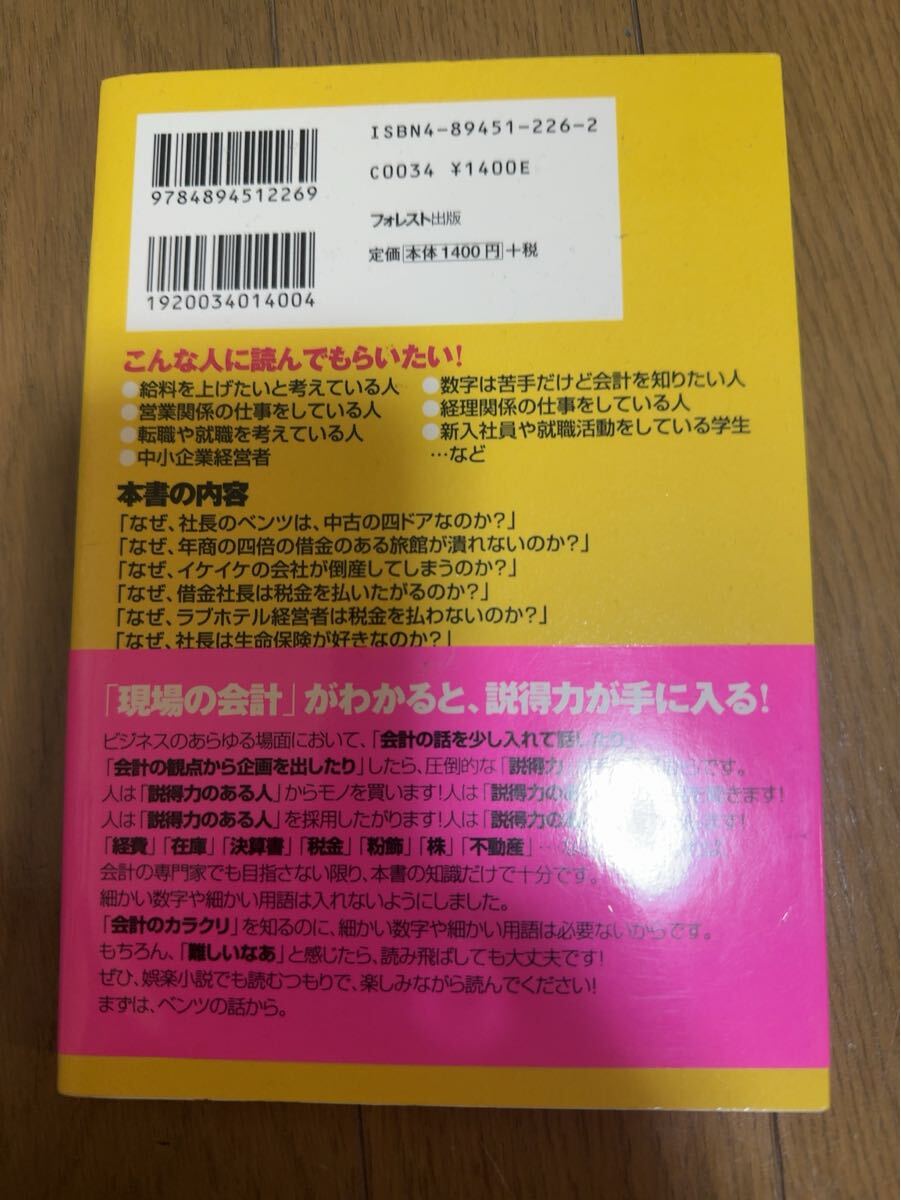 ISBN4-89451-226-2
C0034 ¥1400E
9784894512269
フォレスト出版
定価 本体1400円 +税
1920034014004
こんな人に読んでもらいたい!
●給料を上げたいと考えている人
●営業関係の仕事をしている人
●転職や就職を考えている人
●中小企業経営者
●数字は苦手だけど会計を知りたい人
●経理関係の仕事をしている人
●新入社員や就職活動をしている学生
…など
本書の内容
「なぜ、社長のベンツは、中古の四ドアなのか?」
「なぜ、年商の四倍の借金のある旅館が潰れないのか?」
「なぜ、イケイケの会社が倒産してしまうのか?」
「なぜ、借金社長は税金を払いたがるのか?」
「なぜ、ラブホテル経営者は税金を払わないのか?」
「なぜ、社長は生命保険が好きなのか?」
「現場の会計」がわかると、説得力が手に入る!
ビジネスのあらゆる場面において、「会計の話を少し入れて話したり」
「会計の観点から企画を出したり」したら、圧倒的な「説得力」 です。
人は「説得力のある人」からモノを買います!人は「説得力のあ きます!
人は「説得力のある人」を採用したがります!人は「説得力のあ ます!
「経費」「在庫」「決算書」「税金」「粉飾」「株」「不動産」…
会計の専門家でも目指さない限り、本書の知識だけで十分です。
細かい数字や細かい用語は入れないようにしました。
「会計のカラクリ」を知るのに、細かい数字や細かい用語は必要ないからです。
もちろん、「難しいなあ」と感じたら、読み飛ばしても大丈夫です!
ぜひ、娯楽小説でも読むつもりで、楽しみながら読んでください!
まずは、ベンツの話から。